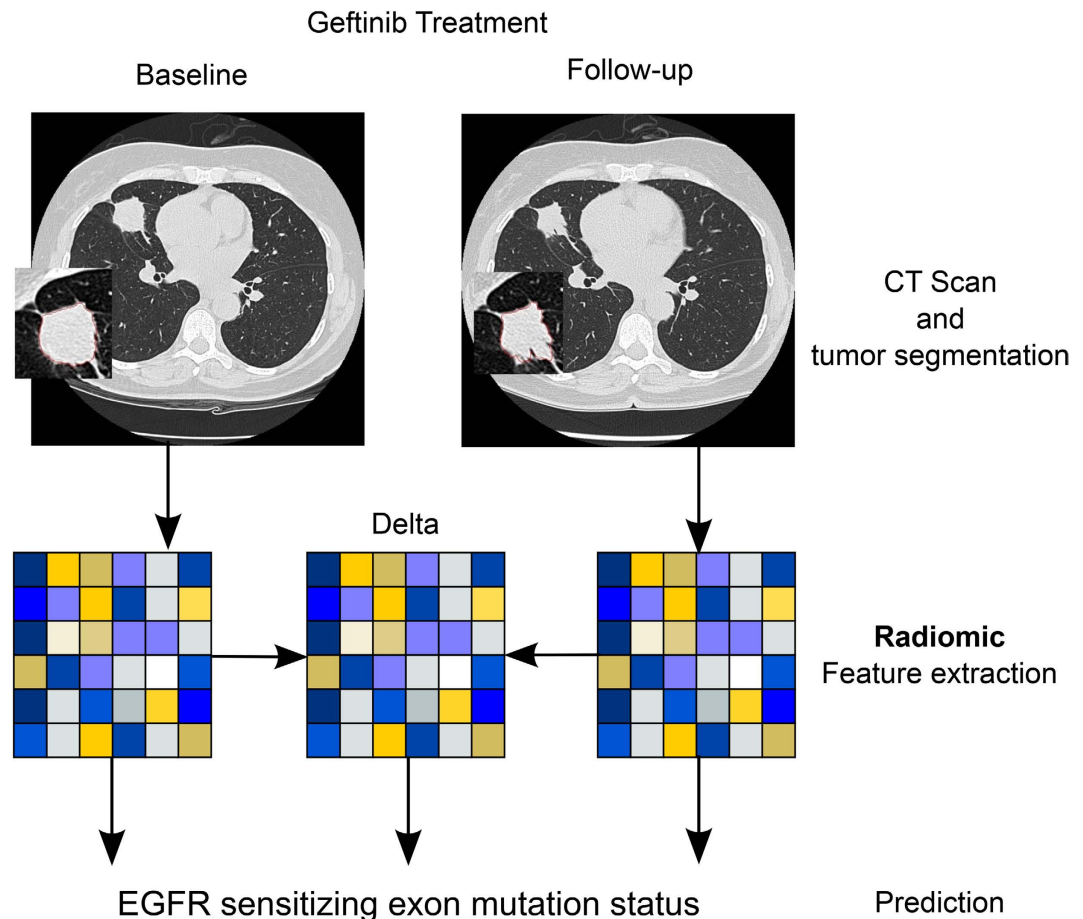 Geftinib Treatment
Baseline
Follow-up
CT Scan
and
tumor segmentation
Delta
Radiomic
Feature extraction
EGFR sensitizing exon mutation status
Prediction